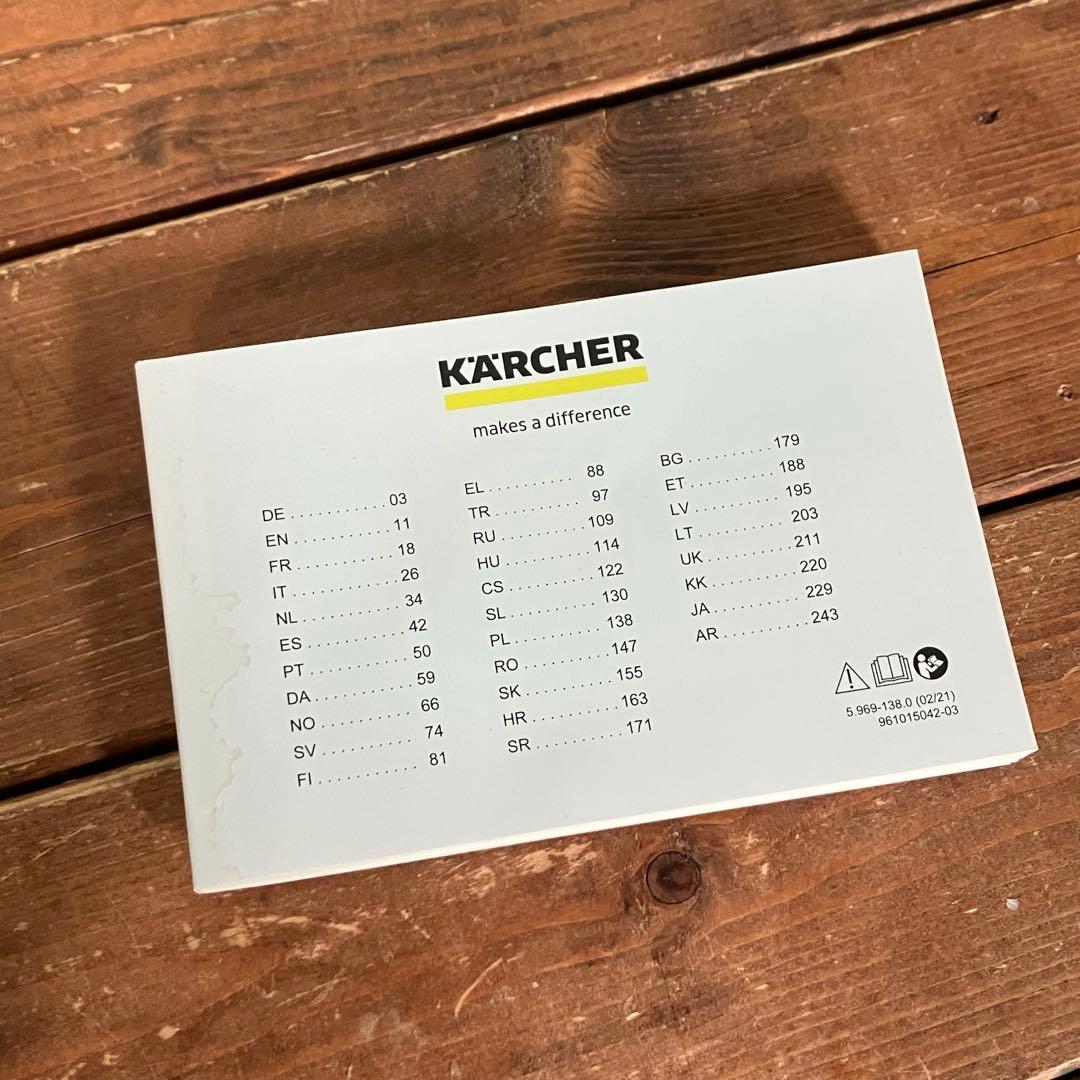 KÄRCHER
makes a difference
DE . . . . . . . . . . . 03
EN . . . . . . . . . . 11
FR . . . . . . . . . . 18
IT . . . . . . . . . . 26
NL . . . . . . . . . . 34
ES . . . . . . . . . . 42
PT . . . . . . . . . . 50
DA . . . . . . . . . . 59
NO . . . . . . . . . . 66
SV . . . . . . . . . . 74
FI . . . . . . . . . . . 81
EL . . . . . . . . . . 88
TR . . . . . . . . . . 97
RU . . . . . . . . . . 109
HU . . . . . . . . . . 114
CS . . . . . . . . . . 122
SL . . . . . . . . . . 130
PL . . . . . . . . . . 138
RO . . . . . . . . . . 147
SK . . . . . . . . . . 155
HR . . . . . . . . . . 163
SR . . . . . . . . . . 171
BG . . . . . . . . . . 179
ET . . . . . . . . . . 188
LV . . . . . . . . . . 195
LT . . . . . . . . . . 203
UK . . . . . . . . . . 211
KK . . . . . . . . . . 220
JA . . . . . . . . . . 229
AR . . . . . . . . . . 243
5.969-138.0 (02/21)
961015042-03